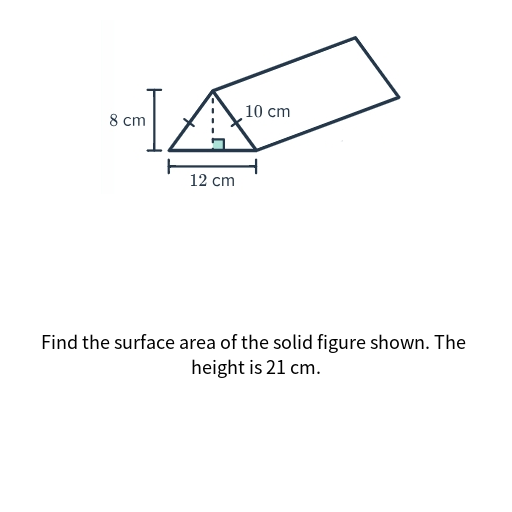 8 cm
10 cm
12 cm
Find the surface area of the solid figure shown. The
height is 21 cm.